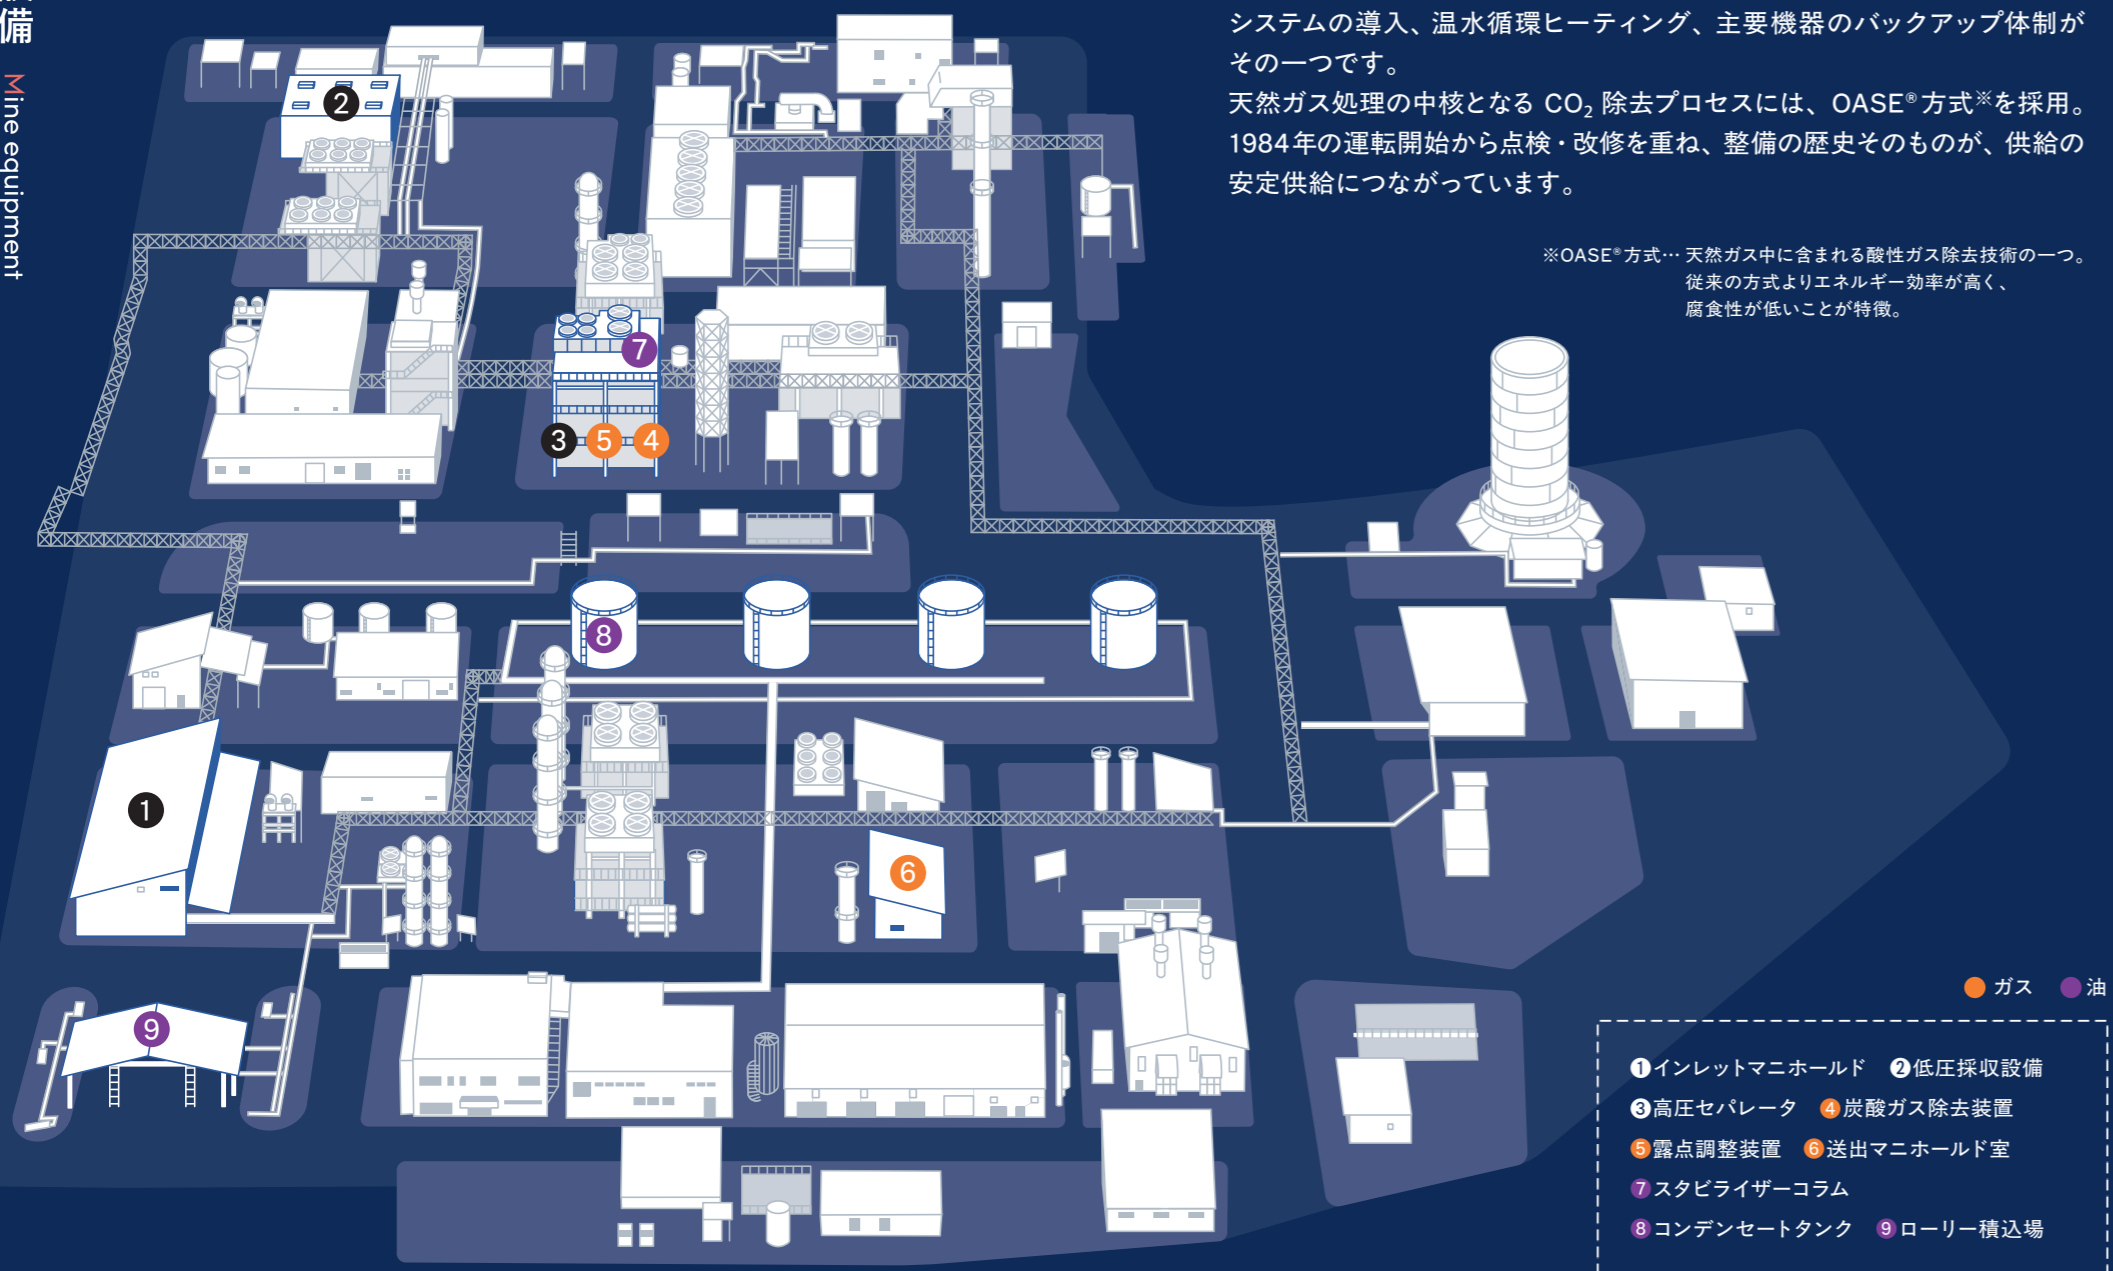 備
Mine equipment
システムの導入、温水循環ヒーティング、主要機器のバックアップ体制が
その一つです。
天然ガス処理の中核となる CO₂ 除去プロセスには、OASE®方式※を採用。
1984年の運転開始から点検・改修を重ね、整備の歴史そのものが、供給の
安定供給につながっています。
※OASE®方式… 天然ガス中に含まれる酸性ガス除去技術の一つ。
従来の方式よりエネルギー効率が高く、
腐食性が低いことが特徴。
2
7
3 5 4
8
1
6
9
ガス 油
❶インレットマニホールド ❷低圧採収設備
❸高圧セパレータ ❹炭酸ガス除去装置
❺露点調整装置 ❻送出マニホールド室
❼スタビライザーコラム
❽コンデンセートタンク ❾ローリー積込場